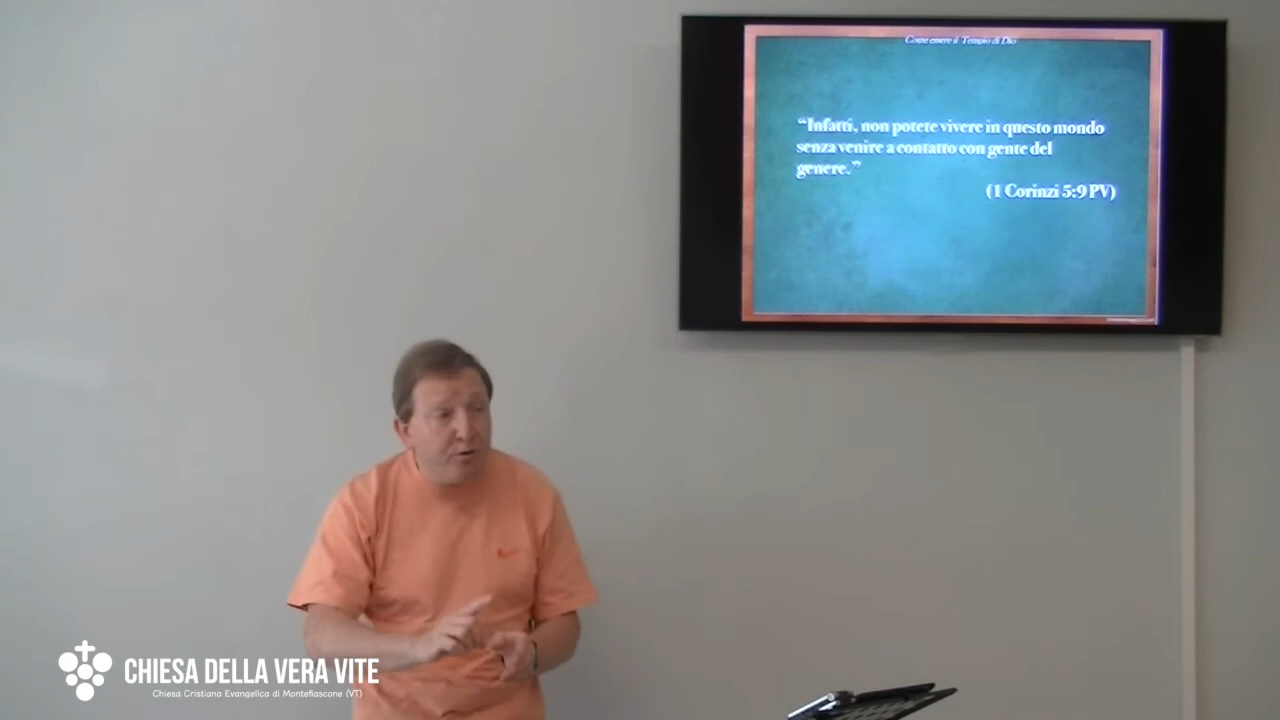 Come essere il Tempio di Dio
“Infatti, non potete vivere in questo mondo
senza venire a contatto con gente del
genere.”
(1 Corinzi 5:9 PV)
CHIESA DELLA VERA VITE
Chiesa Cristiana Evangelica di Montefiascone (VT)